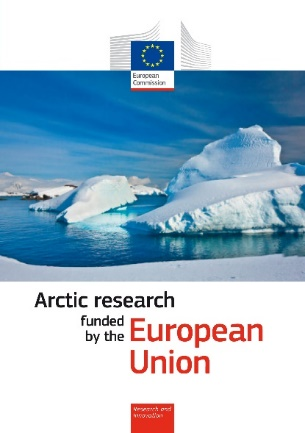 European
Commission
Arctic research
funded
by the European
Union
Research and
Innovation